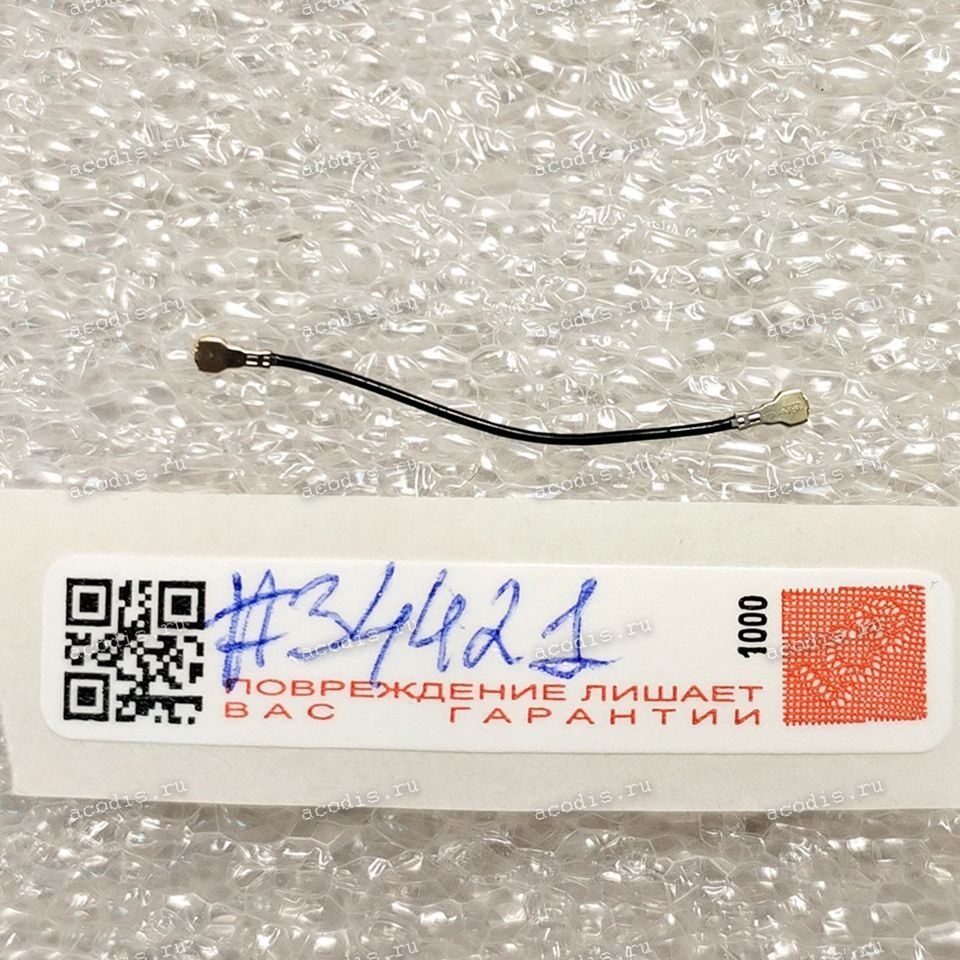 #34421
1000
ПОВРЕЖДЕНИЕ ЛИШАЕТ
ВАС ГАРАНТИИ
acodis.ru